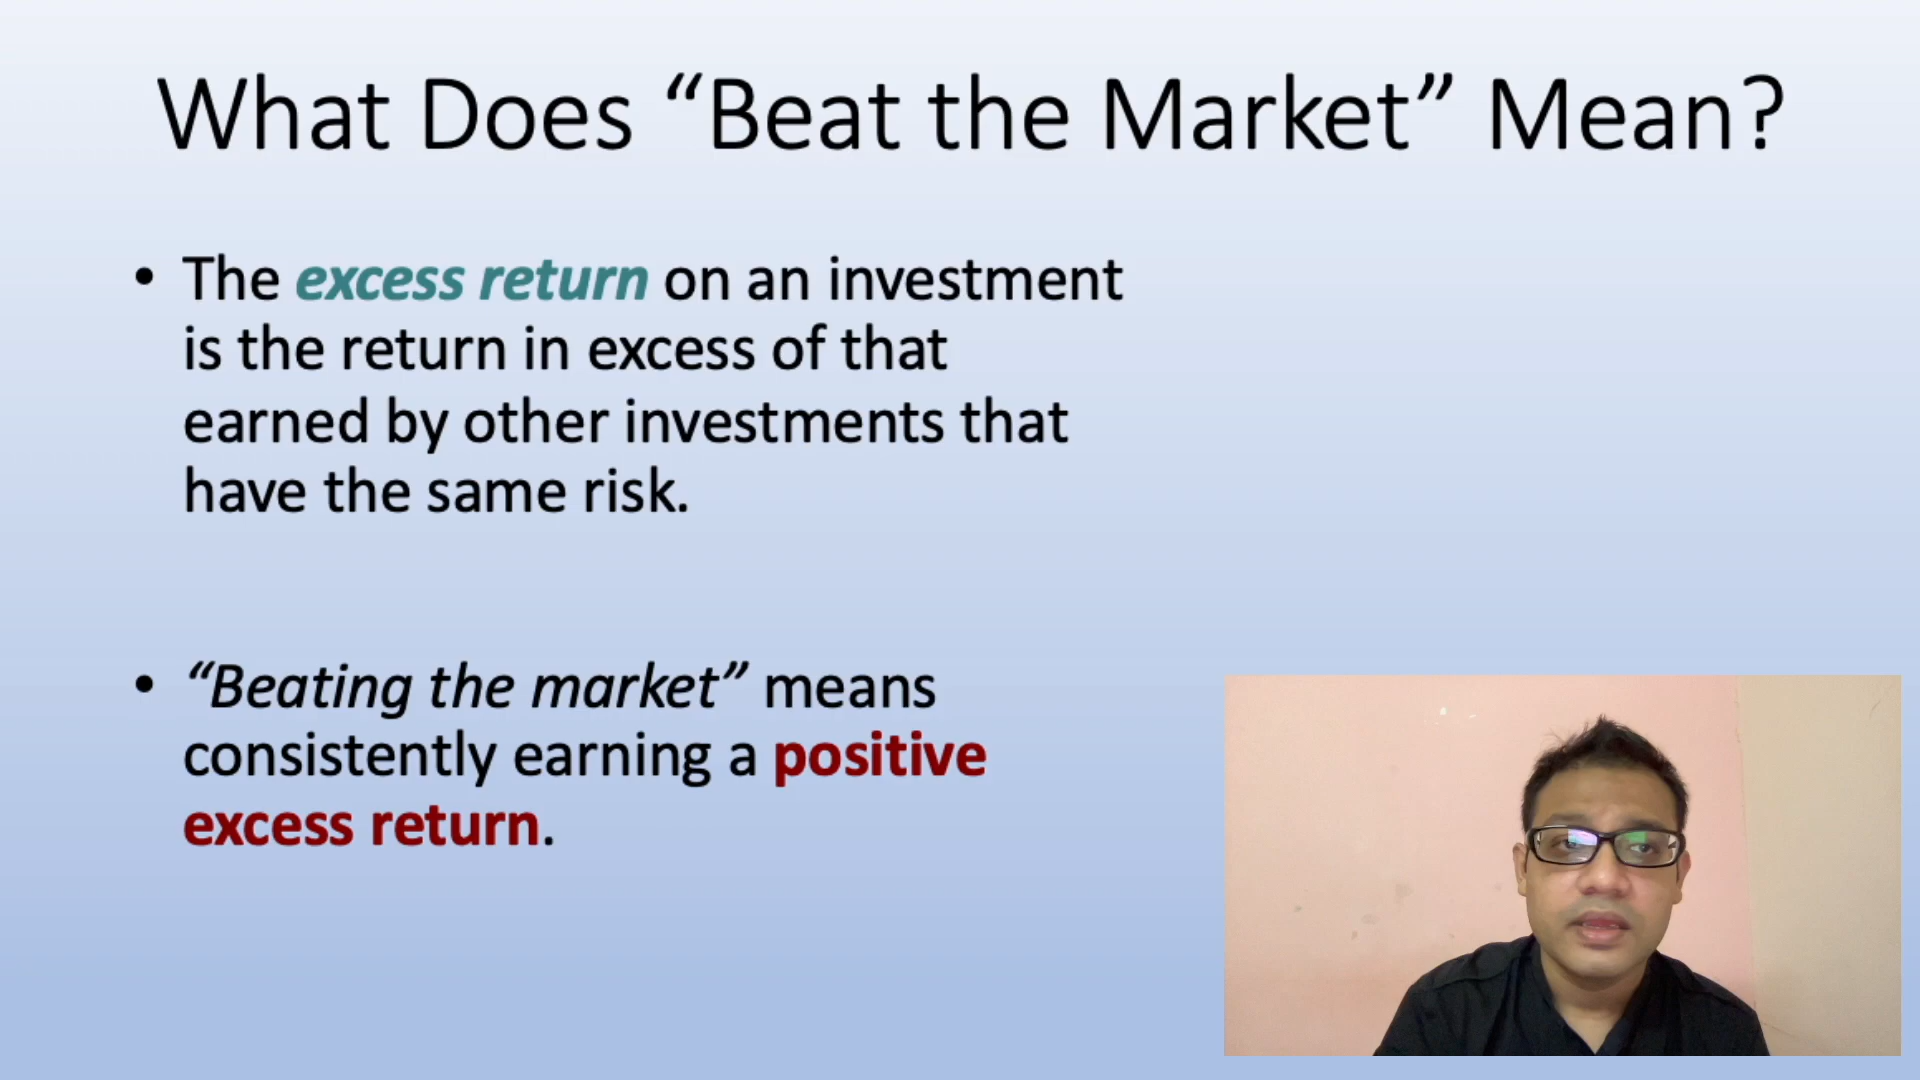 What Does “Beat the Market” Mean?
• The excess return on an investment
is the return in excess of that
earned by other investments that
have the same risk.
• “Beating the market” means
consistently earning a positive
excess return.